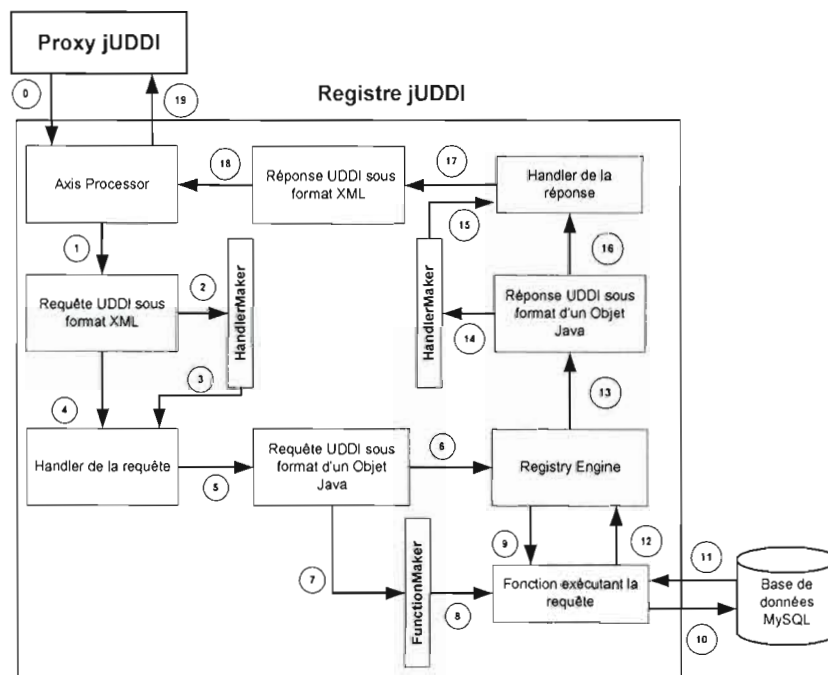 Proxy jUDDI
0
19
Registre jUDDI
Axis Processor
18
Réponse UDDI sous
format XML
17
Handler de la
réponse
1
15
16
Requête UDDI sous
format XML
2
HandlerMaker
HandlerMaker
14
Réponse UDDI sous
format d'un Objet
Java
3
4
13
Handler de la requête
5
Requête UDDI sous
format d'un Objet
Java
6
Registry Engine
9
12
7
FunctionMaker
8
Fonction exécutant la
requête
11
10
Base de
données
MySQL